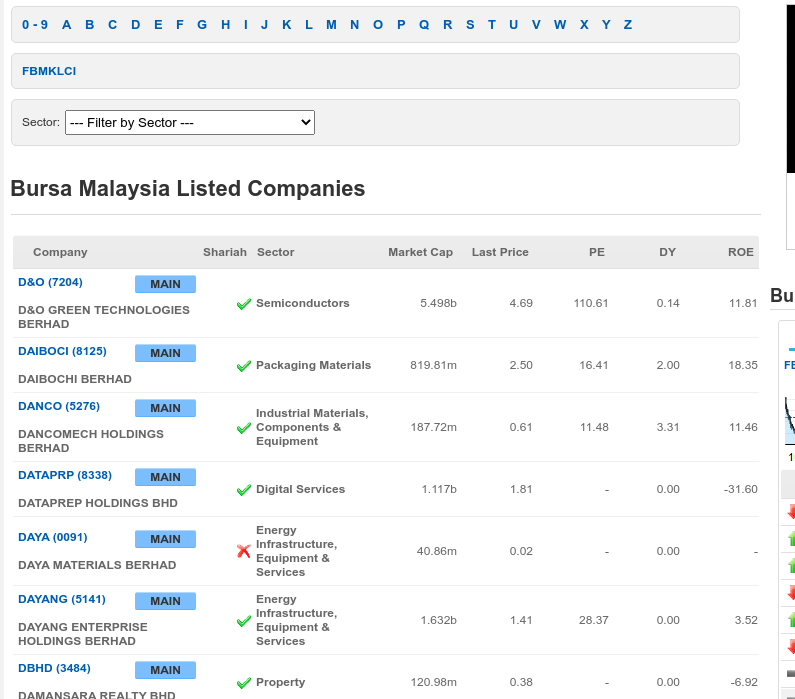 0 - 9 A B C D E F G H I J K L M N O P Q R S T U V W X Y Z
FBMKLCI
Sector: --- Filter by Sector ---
Bursa Malaysia Listed Companies
Company Shariah Sector Market Cap Last Price PE DY ROE
D&O (7204) MAIN
D&O GREEN TECHNOLOGIES
BERHAD
Semiconductors 5.498b 4.69 110.61 0.14 11.81
DAIBOCI (8125) MAIN
DAIBOCHI BERHAD
Packaging Materials 819.81m 2.50 16.41 2.00 18.35
DANCO (5276) MAIN
DANCOMECH HOLDINGS
BERHAD
Industrial Materials,
Components &
Equipment
187.72m 0.61 11.48 3.31 11.46
DATAPRP (8338) MAIN
DATAPREP HOLDINGS BHD
Digital Services 1.117b 1.81 - 0.00 -31.60
DAYA (0091) MAIN
DAYA MATERIALS BERHAD
Energy
Infrastructure,
Equipment &
Services
40.86m 0.02 - 0.00 -
DAYANG (5141) MAIN
DAYANG ENTERPRISE
HOLDINGS BERHAD
Energy
Infrastructure,
Equipment &
Services
1.632b 1.41 28.37 0.00 3.52
DBHD (3484) MAIN
DAMANSARA REALTY BHD
Property 120.98m 0.38 - 0.00 -6.92
Bu